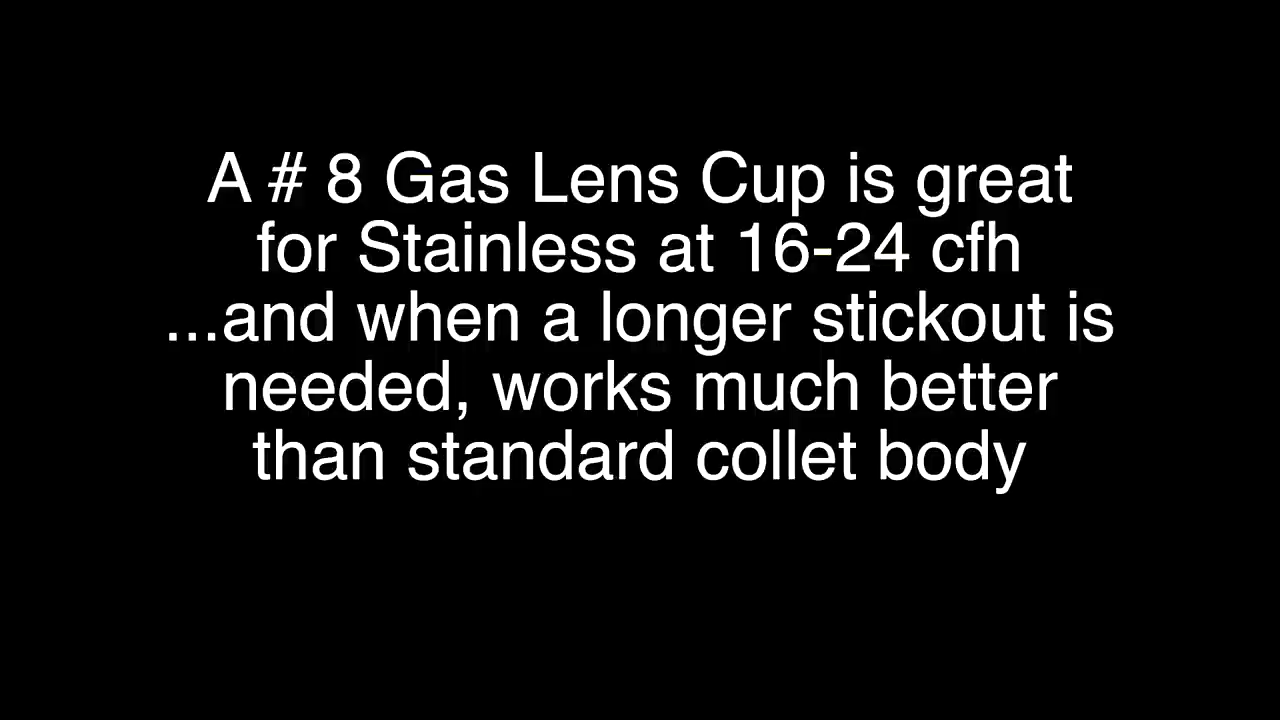 A # 8 Gas Lens Cup is great
for Stainless at 16-24 cfh
...and when a longer stickout is
needed, works much better
than standard collet body